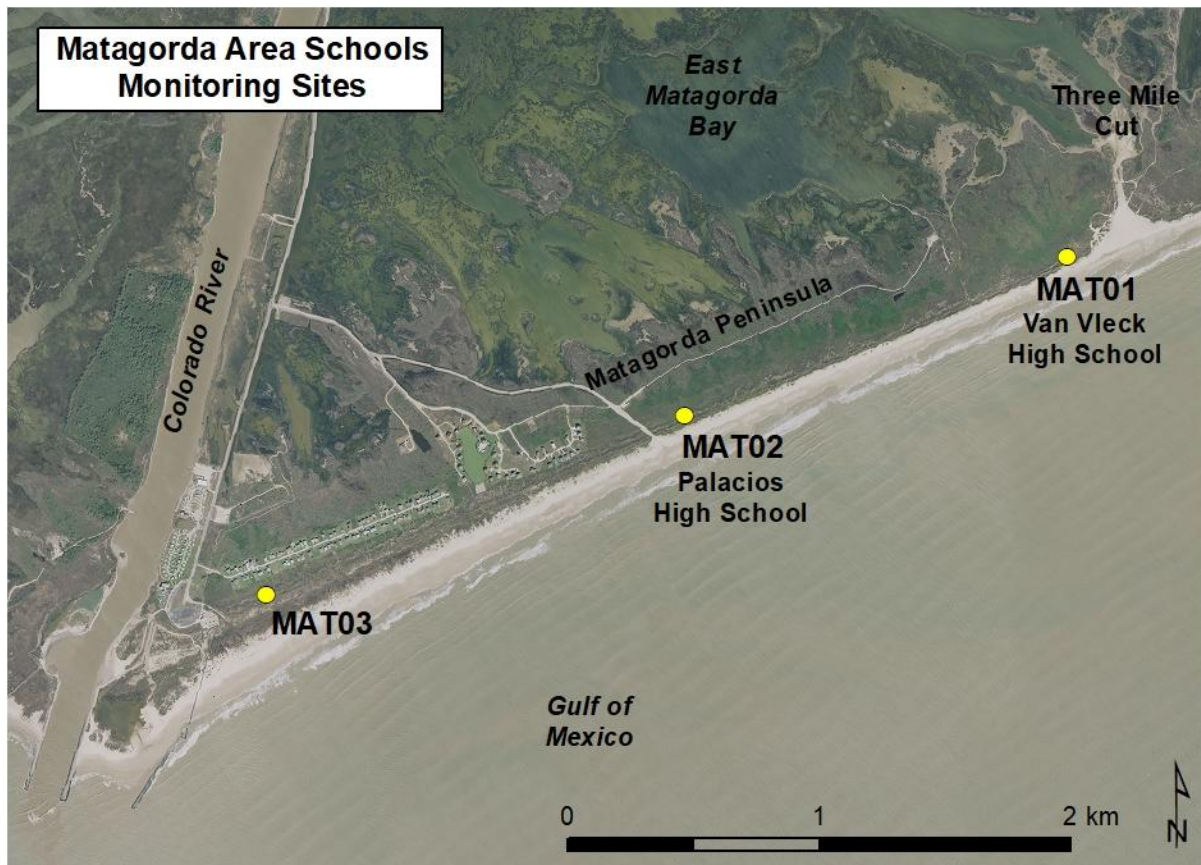 Matagorda Area Schools
Monitoring Sites
East
Matagorda
Bay
Three Mile
Cut
Colorado River
Matagorda Peninsula
MAT01
Van Vleck
High School
MAT02
Palacios
High School
MAT03
Gulf of
Mexico
0 1 2 km
N